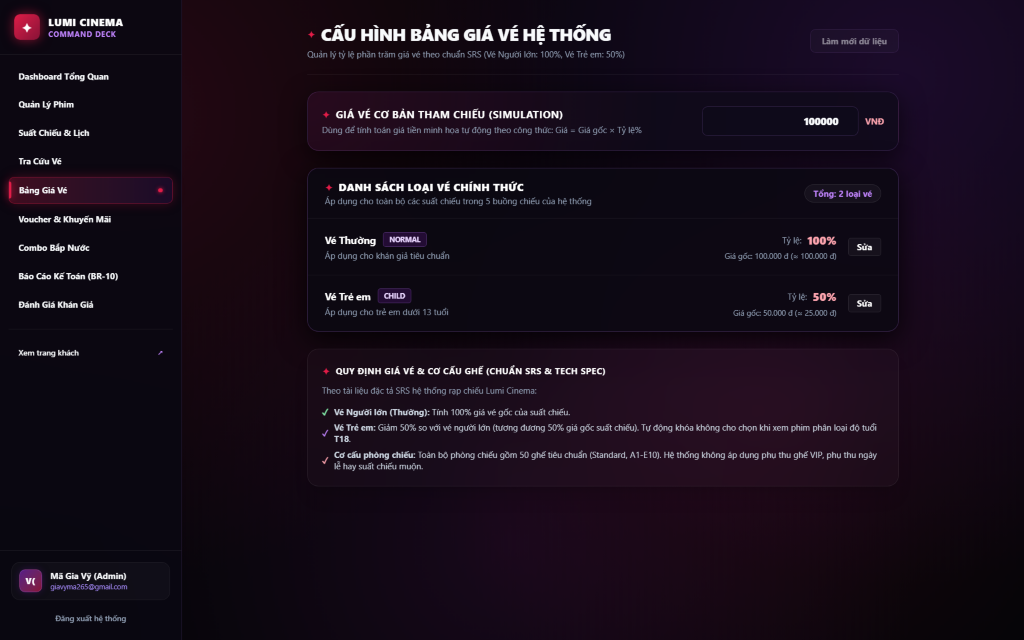 LUMI CINEMA
COMMAND DECK
Dashboard Tổng Quan
Quản Lý Phim
Suất Chiếu & Lịch
Tra Cứu Vé
Bảng Giá Vé
Voucher & Khuyến Mãi
Combo Bắp Nước
Báo Cáo Kế Toán (BR-10)
Đánh Giá Khán Giả
Xem trang khách ↗
V(
Mã Gia Vỹ (Admin)
giavyma265@gmail.com
Đăng xuất hệ thống
✦ CẤU HÌNH BẢNG GIÁ VÉ HỆ THỐNG
Quản lý tỷ lệ phần trăm giá vé theo chuẩn SRS (Vé Người lớn: 100%, Vé Trẻ em: 50%)
Làm mới dữ liệu
✦ GIÁ VÉ CƠ BẢN THAM CHIẾU (SIMULATION)
Dùng để tính toán giá tiền minh họa tự động theo công thức: Giá = Giá gốc × Tỷ lệ%
100000 VNĐ
✦ DANH SÁCH LOẠI VÉ CHÍNH THỨC
Áp dụng cho toàn bộ các suất chiếu trong 5 buồng chiếu của hệ thống
Tổng: 2 loại vé
Vé Thường NORMAL
Áp dụng cho khán giả tiêu chuẩn
Tỷ lệ: 100%
Giá gốc: 100.000 đ (≈ 100.000 đ)
Sửa
Vé Trẻ em CHILD
Áp dụng cho trẻ em dưới 13 tuổi
Tỷ lệ: 50%
Giá gốc: 50.000 đ (≈ 25.000 đ)
Sửa
✦ QUY ĐỊNH GIÁ VÉ & CƠ CẤU GHẾ (CHUẨN SRS & TECH SPEC)
Theo tài liệu đặc tả SRS hệ thống rạp chiếu Lumi Cinema:
✓ Vé Người lớn (Thường): Tính 100% giá vé gốc của suất chiếu.
✓ Vé Trẻ em: Giảm 50% so với vé người lớn (tương đương 50% giá gốc suất chiếu). Tự động khóa không cho chọn khi xem phim phân loại độ tuổi
T18.
✓ Cơ cấu phòng chiếu: Toàn bộ phòng chiếu gồm 50 ghế tiêu chuẩn (Standard, A1-E10). Hệ thống không áp dụng phụ thu ghế VIP, phụ thu ngày
lễ hay suất chiếu muộn.